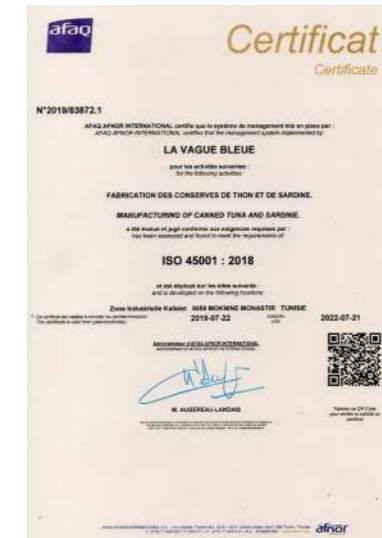 afaq
Certificat
Certificate
N°2019/83872.1
AFAQ AFNOR INTERNATIONAL certifie que le système de management mis en place par :
AFAQ AFNOR INTERNATIONAL certifies that the management system implemented by:
LA VAGUE BLEUE
pour les activités suivantes :
for the following activities:
FABRICATION DES CONSERVES DE THON ET DE SARDINE.
MANUFACTURING OF CANNED TUNA AND SARDINE.
a été évalué et jugé conforme aux exigences requises par :
has been assessed and found to meet the requirements of:
ISO 45001 : 2018
et est déployé sur les sites suivants :
and is developed on the following locations:
Zone Industrielle MOKNINE MONASTIR TUNISIE
2019-07-22 2022-07-21
M. AUGEREAU-LANDAIS
afnor